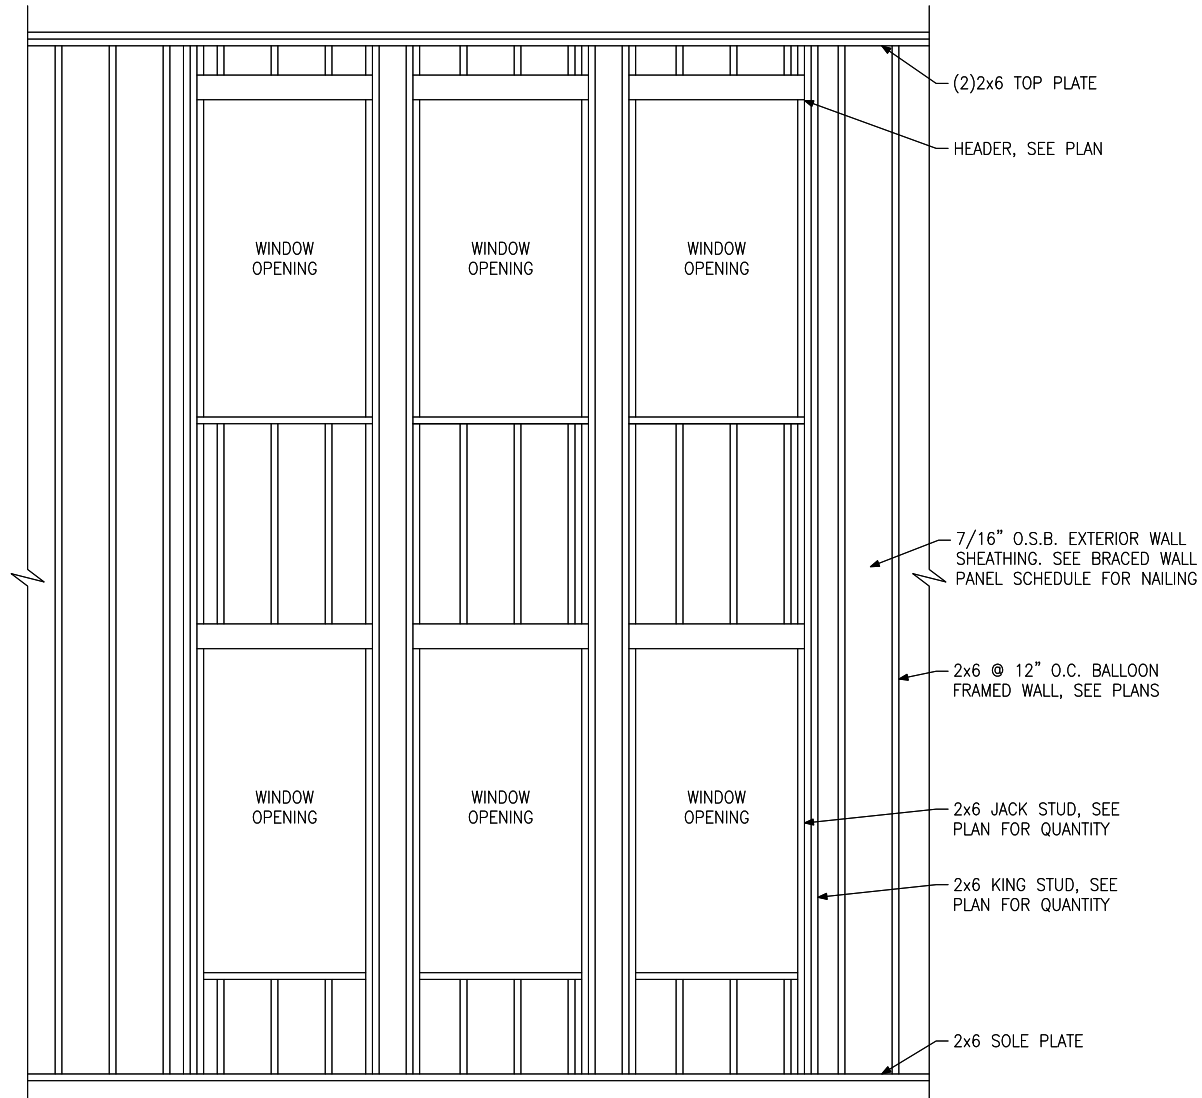 (2)2x6 TOP PLATE
HEADER, SEE PLAN
WINDOW
OPENING
WINDOW
OPENING
WINDOW
OPENING
7/16" O.S.B. EXTERIOR WALL
SHEATHING. SEE BRACED WALL
PANEL SCHEDULE FOR NAILING
2x6 @ 12" O.C. BALLOON
FRAMED WALL, SEE PLANS
WINDOW
OPENING
WINDOW
OPENING
WINDOW
OPENING
2x6 JACK STUD, SEE
PLAN FOR QUANTITY
2x6 KING STUD, SEE
PLAN FOR QUANTITY
2x6 SOLE PLATE